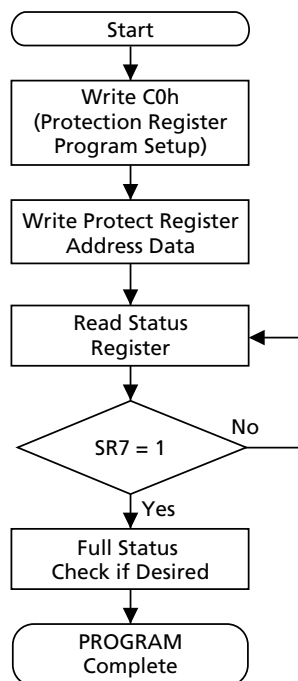 Start
Write C0h
(Protection Register
Program Setup)
Write Protect Register
Address Data
Read Status
Register
SR7 = 1
No
Yes
Full Status
Check if Desired
PROGRAM
Complete